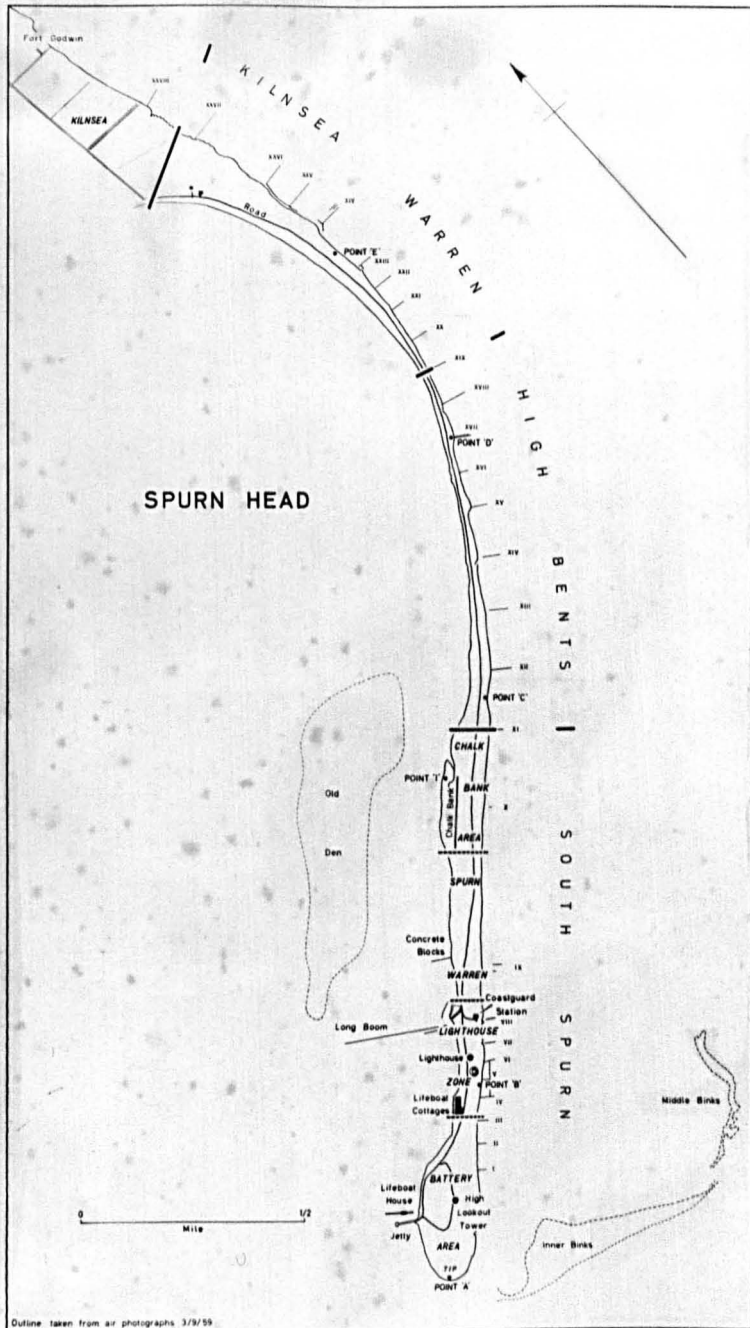 Fort Godwin
KILNSEA
XXVIII
XXVII
KILNSEA WARREN
XXVI
XXV
XIV
Road
POINT 'E'
XXIII
XXII
XXI
XX
XIX
XVIII
HIGH BENTS
XVII
POINT 'D'
XVI
SPURN HEAD
XV
XIV
XIII
XII
POINT 'C'
XI
CHALK
POINT 'I'
BANK
Chalk Bank
X
AREA
Old
Den
SPURN
SOUTH SPURN
Concrete
Blocks
IX
WARREN
Coastguard
Station
VIII
Long Boom
LIGHTHOUSE
VII
Lighthouse
VI
V
ZONE
POINT 'B'
Lifeboat
Cottages
IV
III
Middle Binks
II
I
BATTERY
Lifeboat
House
High
Lookout
Tower
0
1/2
Mile
Jetty
AREA
Inner Binks
TIP
POINT 'A'
Outline taken from air photographs 3/9/59